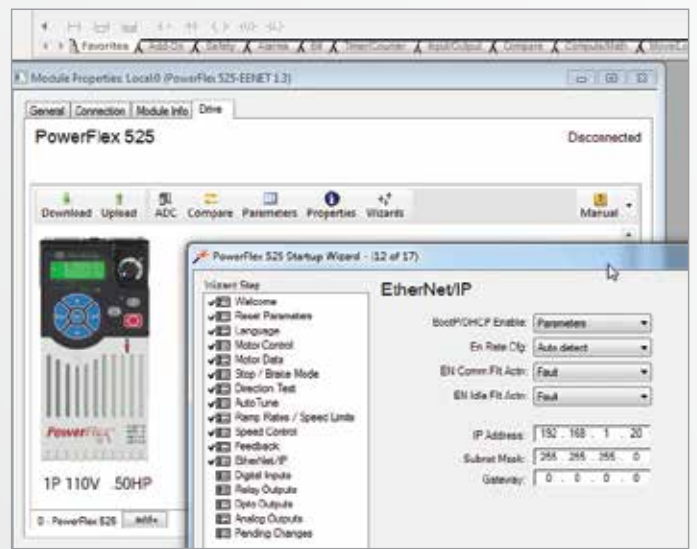 Favorites Add-On Safety Alarms Bit Timer/Counter Input/Output Compare Compute/Math Move/L
Module Properties: Local:0 (PowerFlex 525-EENET 1.3)
General Connection Module Info Drive
PowerFlex 525
Disconnected
Download Upload ADC Compare Parameters Properties Wizards Manual
PowerFlex 525 Startup Wizard - (12 of 17)
Wizard Step
Welcome
Reset Parameters
Language
Motor Control
Motor Data
Stop / Brake Mode
Direction Test
AutoTune
Ramp Rates / Speed Limits
Speed Control
Feedback
EtherNet/IP
Digital Inputs
Relay Outputs
Opto Outputs
Analog Outputs
Pending Changes
EtherNet/IP
BootP/DHCP Enable: Parameters
En Rate Cfg: Auto detect
EN Comm Flt Actn: Fault
EN Idle Flt Actn: Fault
IP Address: 192 . 168 . 1 . 20
Subnet Mask: 255 . 255 . 255 . 0
Gateway: 0 . 0 . 0 . 0
PowerFlex
1P 110V .50HP
0 - PowerFlex 525